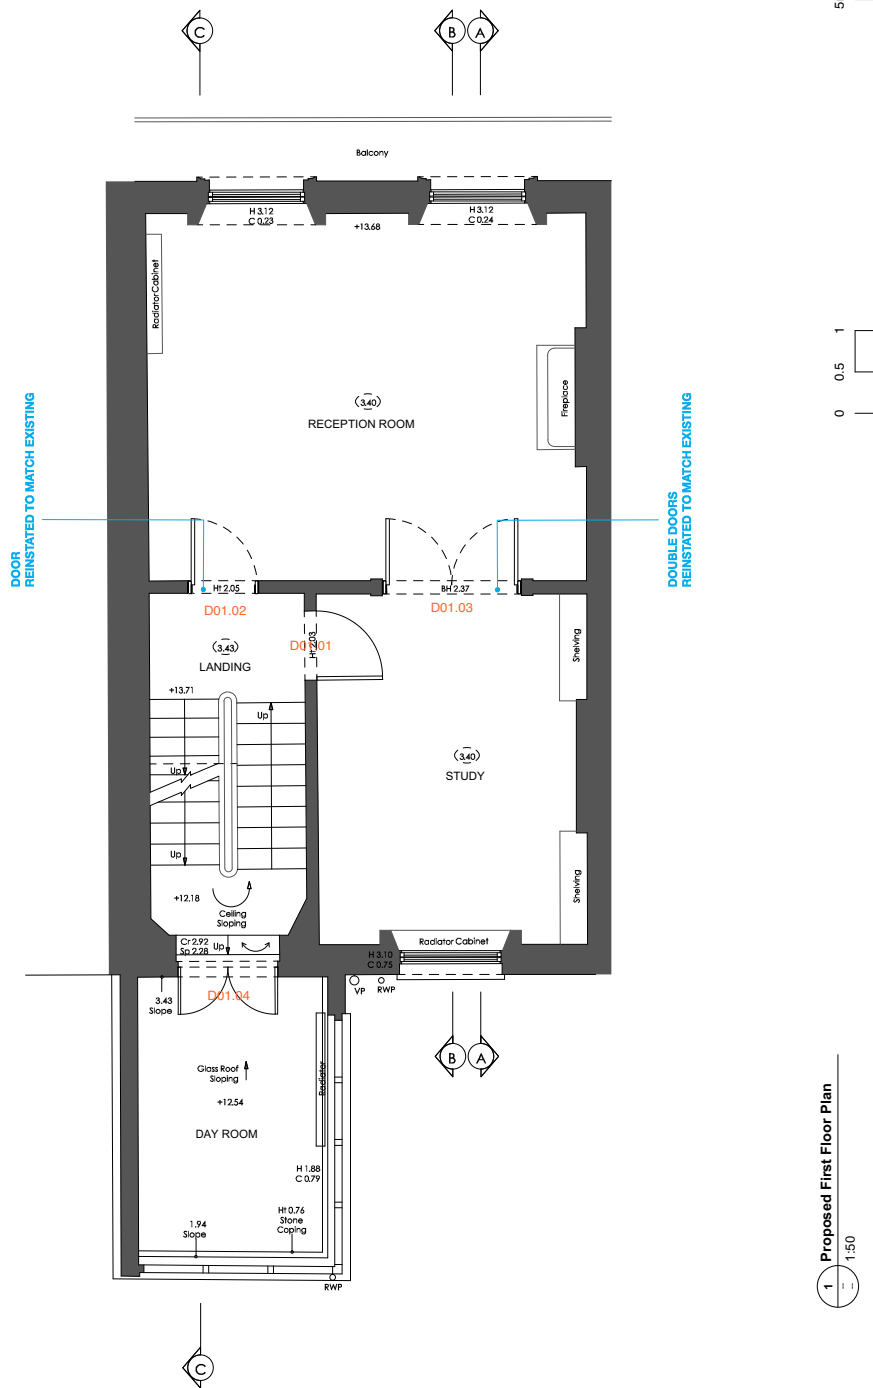 C
B
A
5
Balcony
H 3.12
C 0.23
H 3.12
C 0.24
+13.68
Radiator Cabinet
Fireplace
(3.40)
RECEPTION ROOM
0
0.5
1
DOOR
REINSTATED TO MATCH EXISTING
DOUBLE DOORS
REINSTATED TO MATCH EXISTING
Ht 2.05
BH 2.37
D01.02
D01.03
D01.01
Ht 2.03
(3.43)
LANDING
Shelving
+13.71
Up
Up
(3.40)
STUDY
Up
+12.18
Ceiling
Sloping
Shelving
Cr 2.92
Sp 2.28
Up
Radiator Cabinet
H 3.10
C 0.75
D01.04
VP
RWP
3.43
Slope
B
A
Glass Roof
Sloping
Radiator
+12.54
DAY ROOM
H 1.88
C 0.79
Ht 0.76
Stone
Coping
1.94
Slope
RWP
C
1
Proposed First Floor Plan
1:50